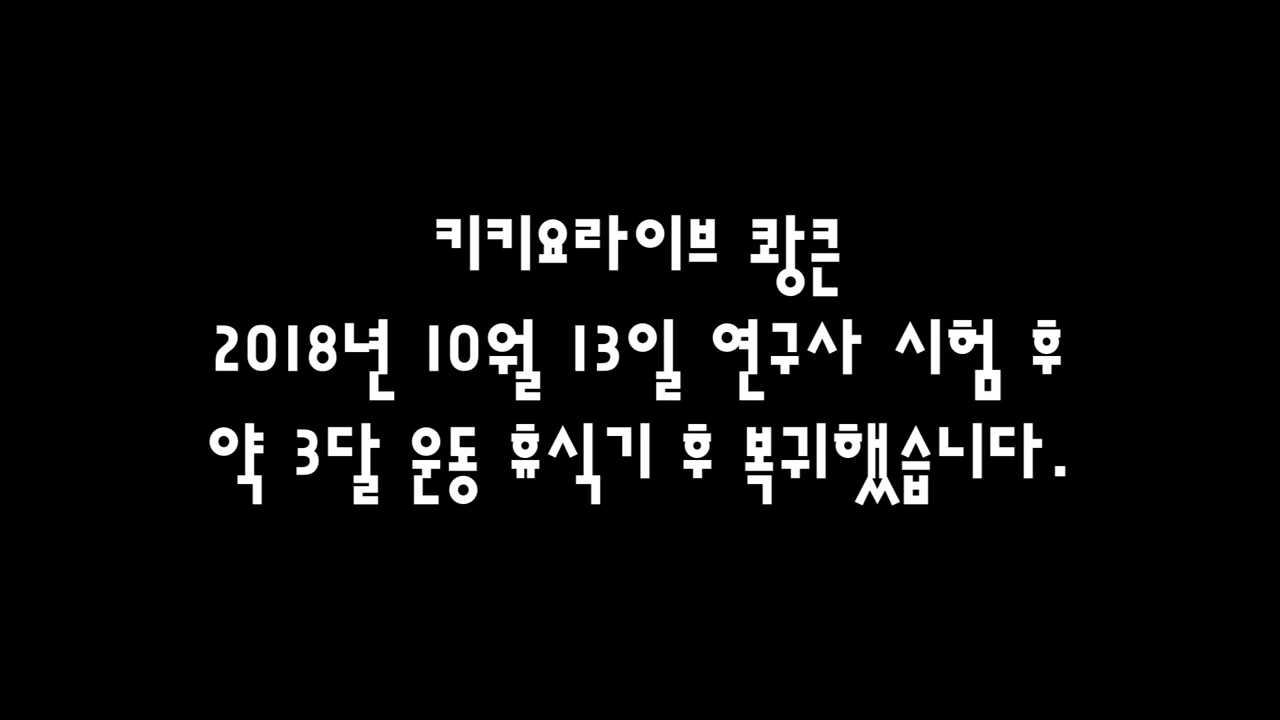 키키요라이브 쾅큰
2018년 10월 13일 연구사 시험 후
약 3달 운동 휴식기 후 복귀했습니다.